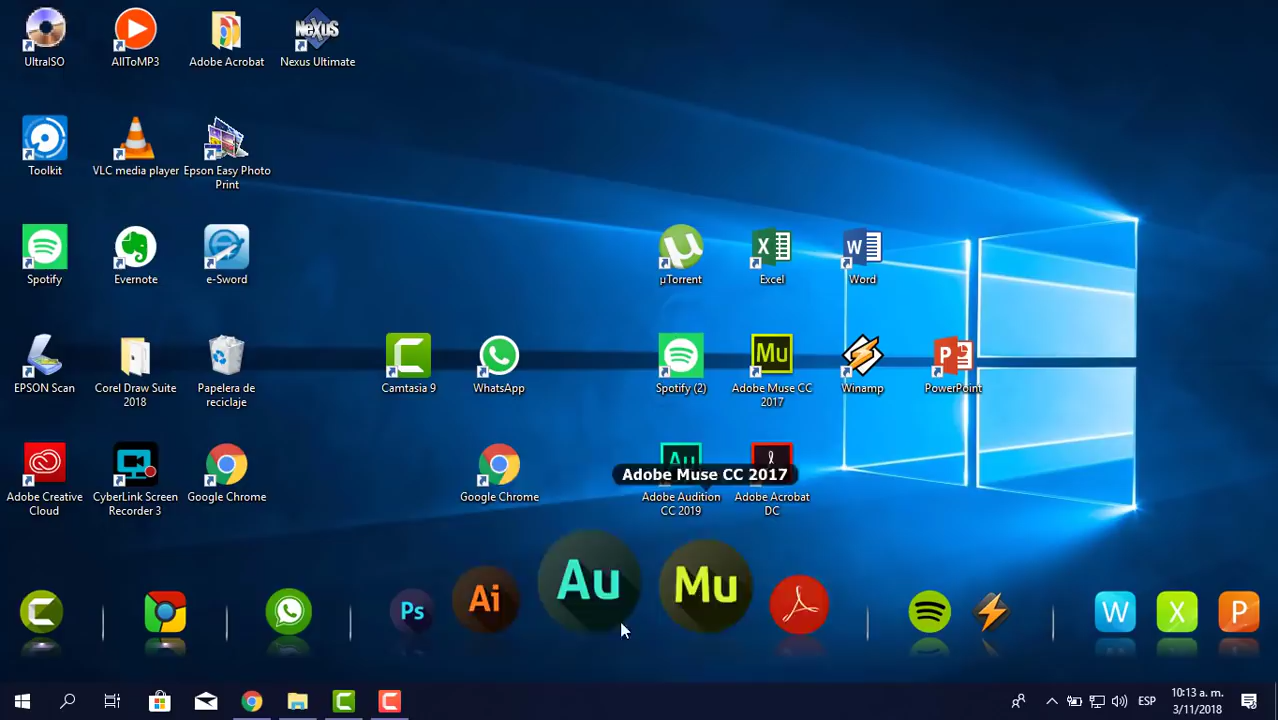 UltraISO
AllToMP3
Adobe Acrobat
NeXuS
Nexus Ultimate
Toolkit
VLC media player
Epson Easy Photo
Print
Spotify
Evernote
e-Sword
µ
µTorrent
X
Excel
W
Word
EPSON Scan
Corel Draw Suite
2018
Papelera de
reciclaje
C
Camtasia 9
WhatsApp
Spotify (2)
Mu
Adobe Muse CC
2017
Winamp
P
PowerPoint
Adobe Creative
Cloud
CyberLink Screen
Recorder 3
Google Chrome
Google Chrome
Au
Adobe Audition
CC 2019
Adobe Acrobat
DC
Adobe Muse CC 2017
C
Ps
Ai
Au
Mu
W
X
P
C
C
ESP
10:13 a. m.
3/11/2018